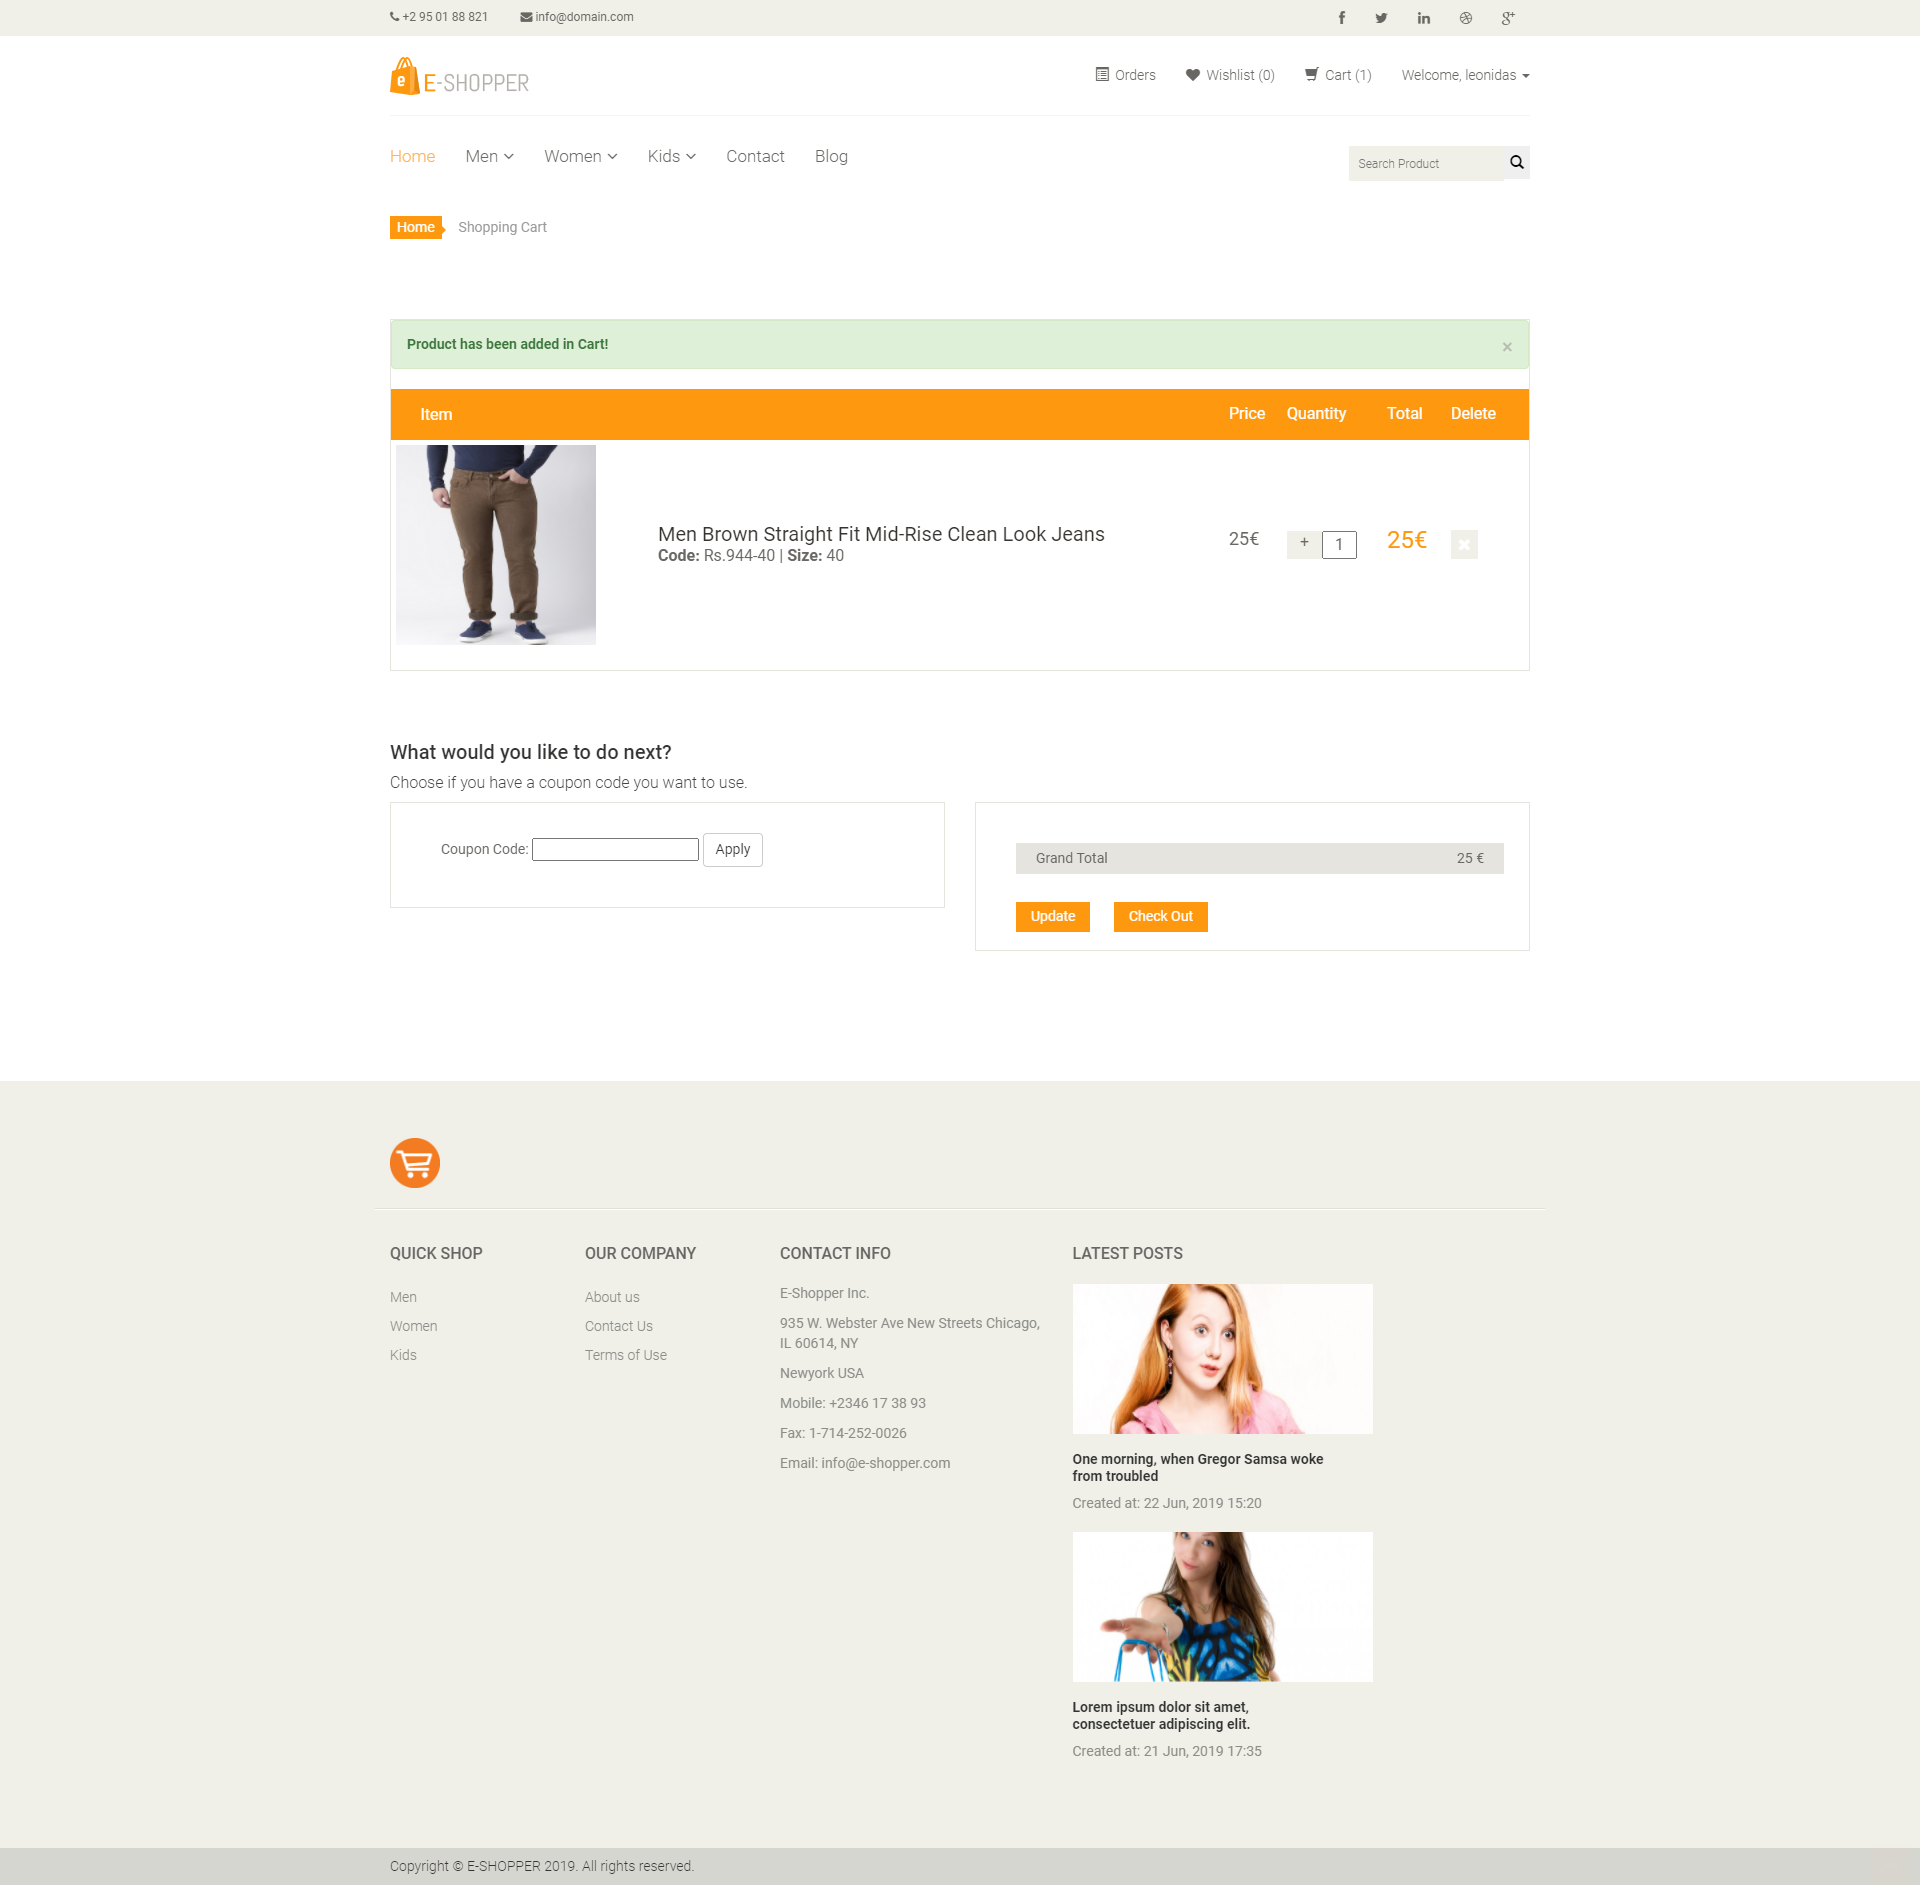 +2 95 01 88 821 info@domain.com
E-SHOPPER
Orders Wishlist (0) Cart (1) Welcome, leonidas
Home Men Women Kids Contact Blog
Search Product
Home Shopping Cart
Product has been added in Cart! ×
Item Price Quantity Total Delete
Men Brown Straight Fit Mid-Rise Clean Look Jeans
Code: Rs.944-40 | Size: 40
25€ + 1 25€
What would you like to do next?
Choose if you have a coupon code you want to use.
Coupon Code: Apply
Grand Total 25 €
Update Check Out
QUICK SHOP
Men
Women
Kids
OUR COMPANY
About us
Contact Us
Terms of Use
CONTACT INFO
E-Shopper Inc.
935 W. Webster Ave New Streets Chicago,
IL 60614, NY
Newyork USA
Mobile: +2346 17 38 93
Fax: 1-714-252-0026
Email: info@e-shopper.com
LATEST POSTS
One morning, when Gregor Samsa woke
from troubled
Created at: 22 Jun, 2019 15:20
Lorem ipsum dolor sit amet,
consectetuer adipiscing elit.
Created at: 21 Jun, 2019 17:35
Copyright © E-SHOPPER 2019. All rights reserved.